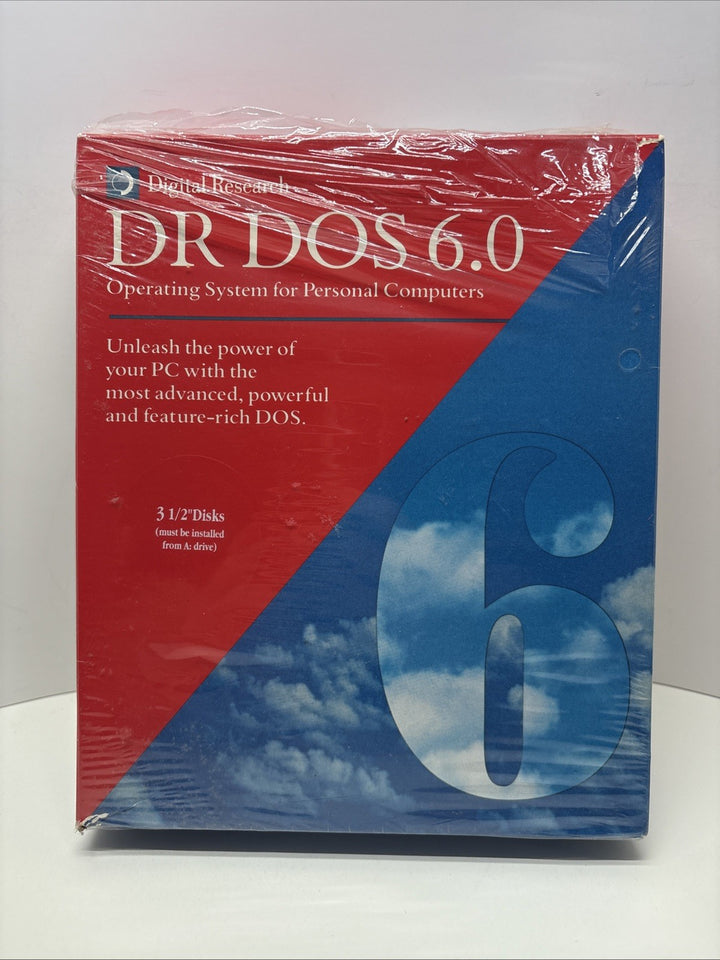 Digital Research
DR DOS 6.0
Operating System for Personal Computers
Unleash the power of
your PC with the
most advanced, powerful
and feature-rich DOS.
3 1/2"Disks
(must be installed
from A: drive)
6